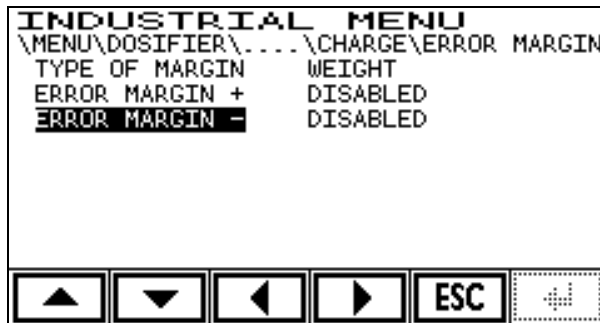 INDUSTRIAL MENU
\MENU\DOSIFIER\....\CHARGE\ERROR MARGIN
TYPE OF MARGIN WEIGHT
ERROR MARGIN + DISABLED
ERROR MARGIN - DISABLED
ESC